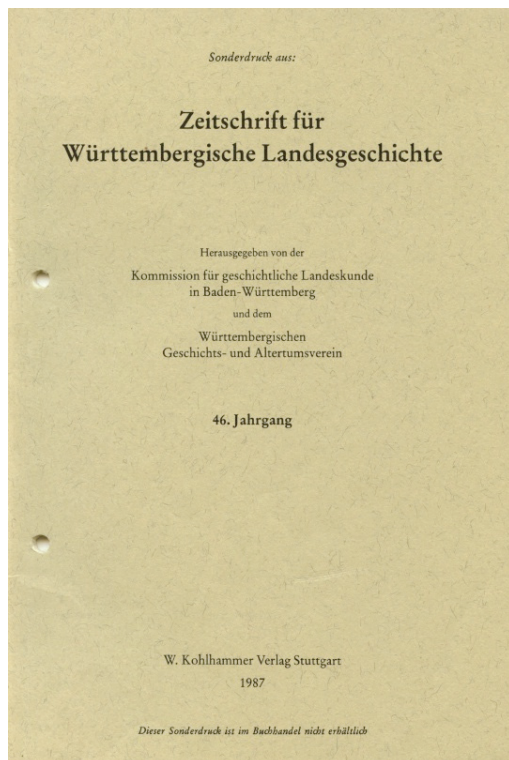 Sonderdruck aus:
Zeitschrift für
Württembergische Landesgeschichte
Herausgegeben von der
Kommission für geschichtliche Landeskunde
in Baden-Württemberg
und dem
Württembergischen
Geschichts- und Altertumsverein
46. Jahrgang
W. Kohlhammer Verlag Stuttgart
1987
Dieser Sonderdruck ist im Buchhandel nicht erhältlich